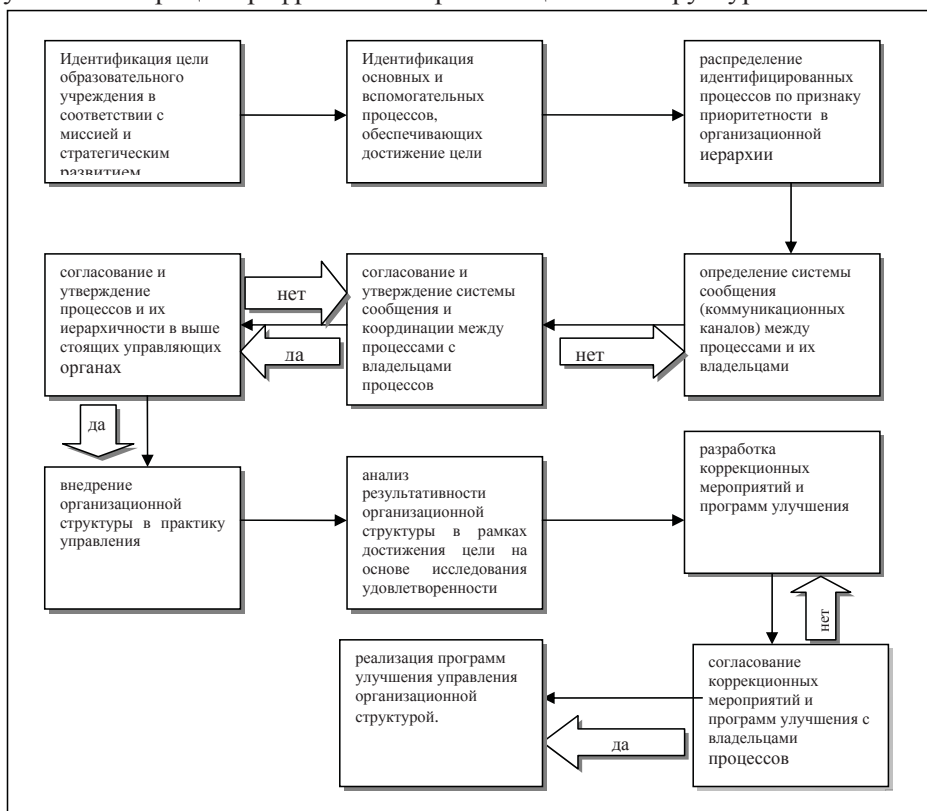 Идентификация цели
образовательного
учреждения в
соответствии с
миссией и
стратегическим
развитием
Идентификация
основных и
вспомогательных
процессов,
обеспечивающих
достижение цели
распределение
идентифицированных
процессов по признаку
приоритетности в
организационной
иерархии
согласование и
утверждение
процессов и их
иерархичности в выше
стоящих управляющих
органах
нет
да
согласование и
утверждение системы
сообщения и
координации между
процессами с
владельцами
процессов
нет
определение системы
сообщения
(коммуникационных
каналов) между
процессами и их
владельцами
да
внедрение
организационной
структуры в практику
управления
анализ
результативности
организационной
структуры в рамках
достижения цели на
основе исследования
удовлетворенности
разработка
коррекционных
мероприятий и
программ улучшения
нет
реализация программ
улучшения управления
организационной
структурой.
да
согласование
коррекционных
мероприятий и
программ улучшения с
владельцами
процессов